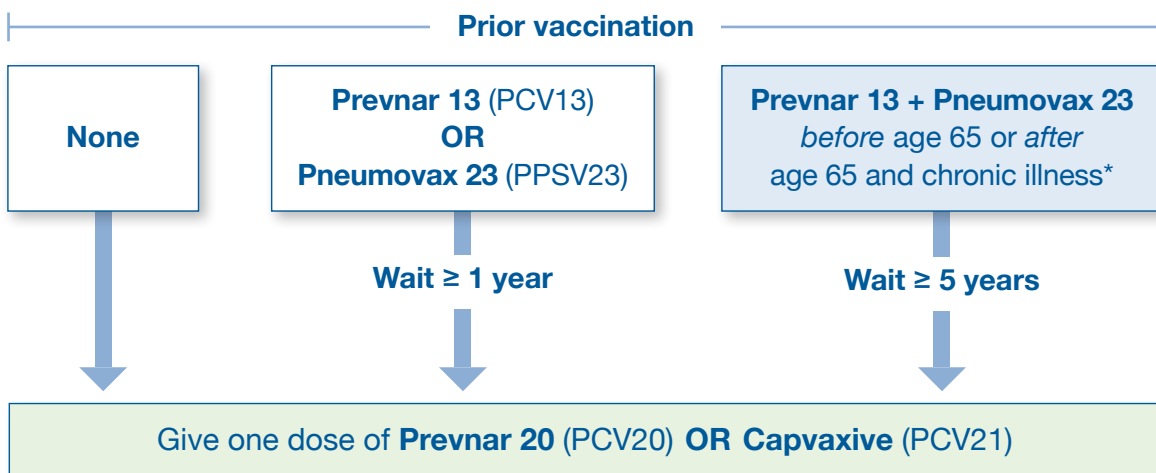 Prior vaccination
None
Prevnar 13 (PCV13)
OR
Pneumovax 23 (PPSV23)
Prevnar 13 + Pneumovax 23
before age 65 or after
age 65 and chronic illness*
Wait ≥ 1 year
Wait ≥ 5 years
Give one dose of Prevnar 20 (PCV20) OR Capvaxive (PCV21)